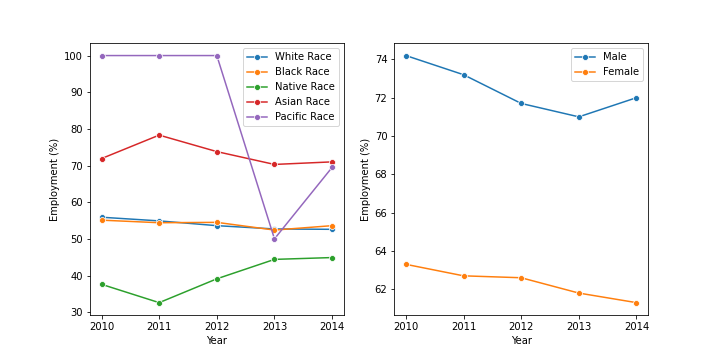 100
90
80
70
60
50
40
30
Employment (%)
2010 2011 2012 2013 2014
Year
White Race
Black Race
Native Race
Asian Race
Pacific Race
74
72
70
68
66
64
62
Employment (%)
2010 2011 2012 2013 2014
Year
Male
Female